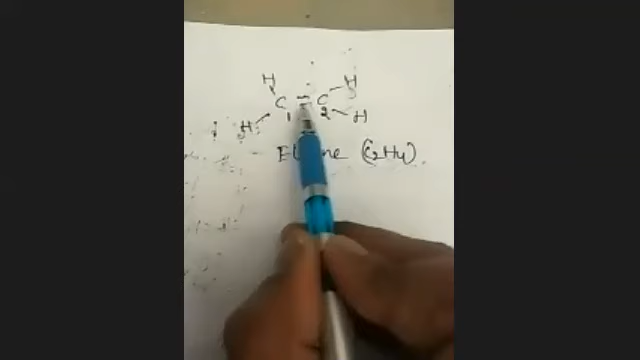 H H
C = C
H 1 2 H
(C2H4).